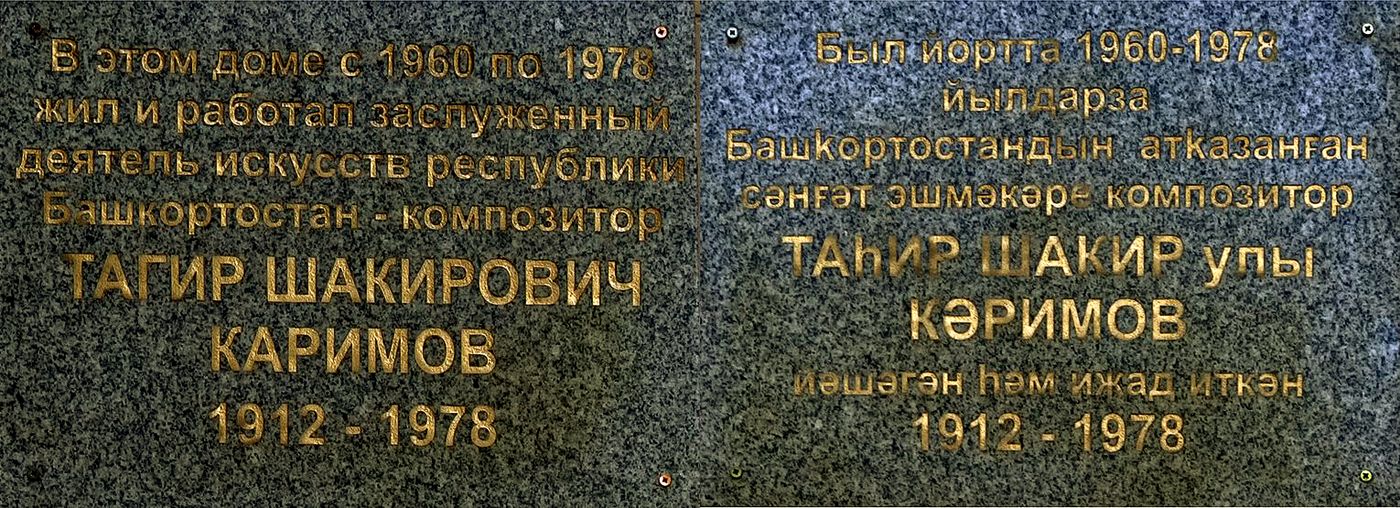 В этом доме с 1960 по 1978
жил и работал заслуженный
деятель искусств республики
Башкортостан - композитор
ТАГИР ШАКИРОВИЧ
КАРИМОВ
1912 - 1978
Был йортта 1960-1978
йылдарза
Башкортостандын атказанған
сәнғәт эшмәкәре композитор
ТАҺИР ШАКИР улы
КӘРИМОВ
йәшәгән һәм ижад иткән
1912 - 1978